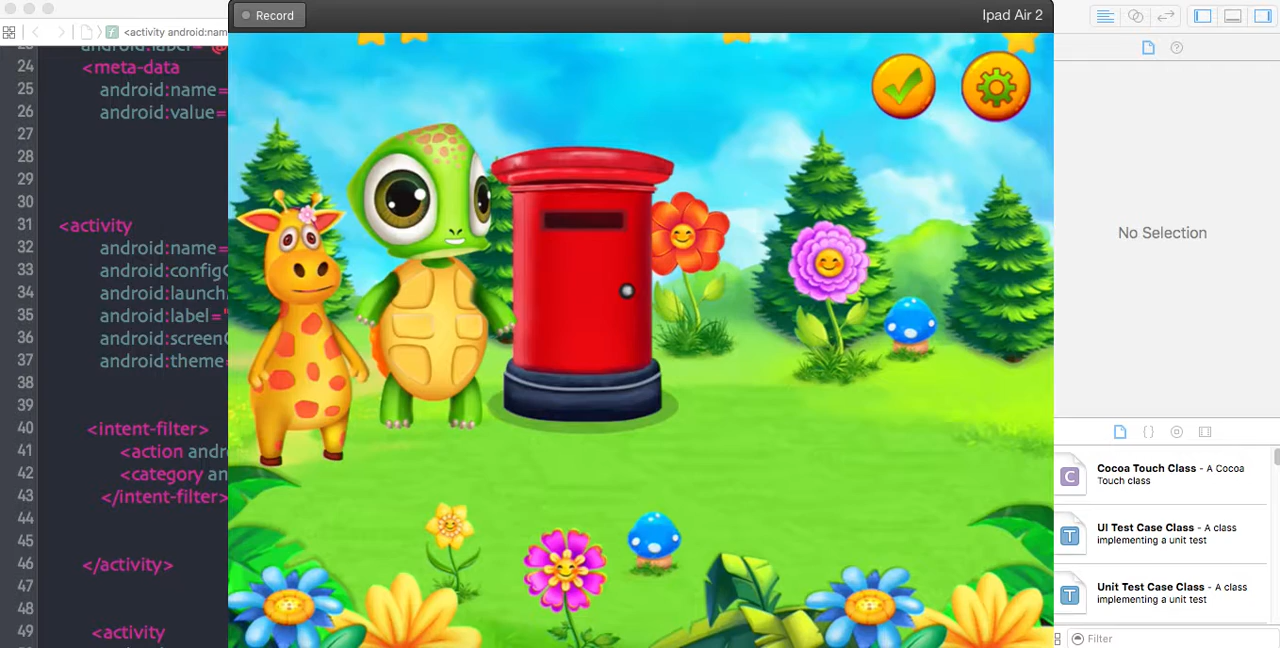 Record
Ipad Air 2
<activity android:nam
24 <meta-data
25 android:name=
26 android:value=
27
28
29
30
31 <activity
32 android:name=
33 android:config
34 android:launch
35 android:label="
36 android:screen
37 android:theme
38
39
40 <intent-filter>
41 <action andr
42 <category an
43 </intent-filter>
44
45
46 </activity>
47
48
49 <activity
No Selection
{ }
C
Cocoa Touch Class - A Cocoa
Touch class
T
UI Test Case Class - A class
implementing a unit test
T
Unit Test Case Class - A class
implementing a unit test
Filter